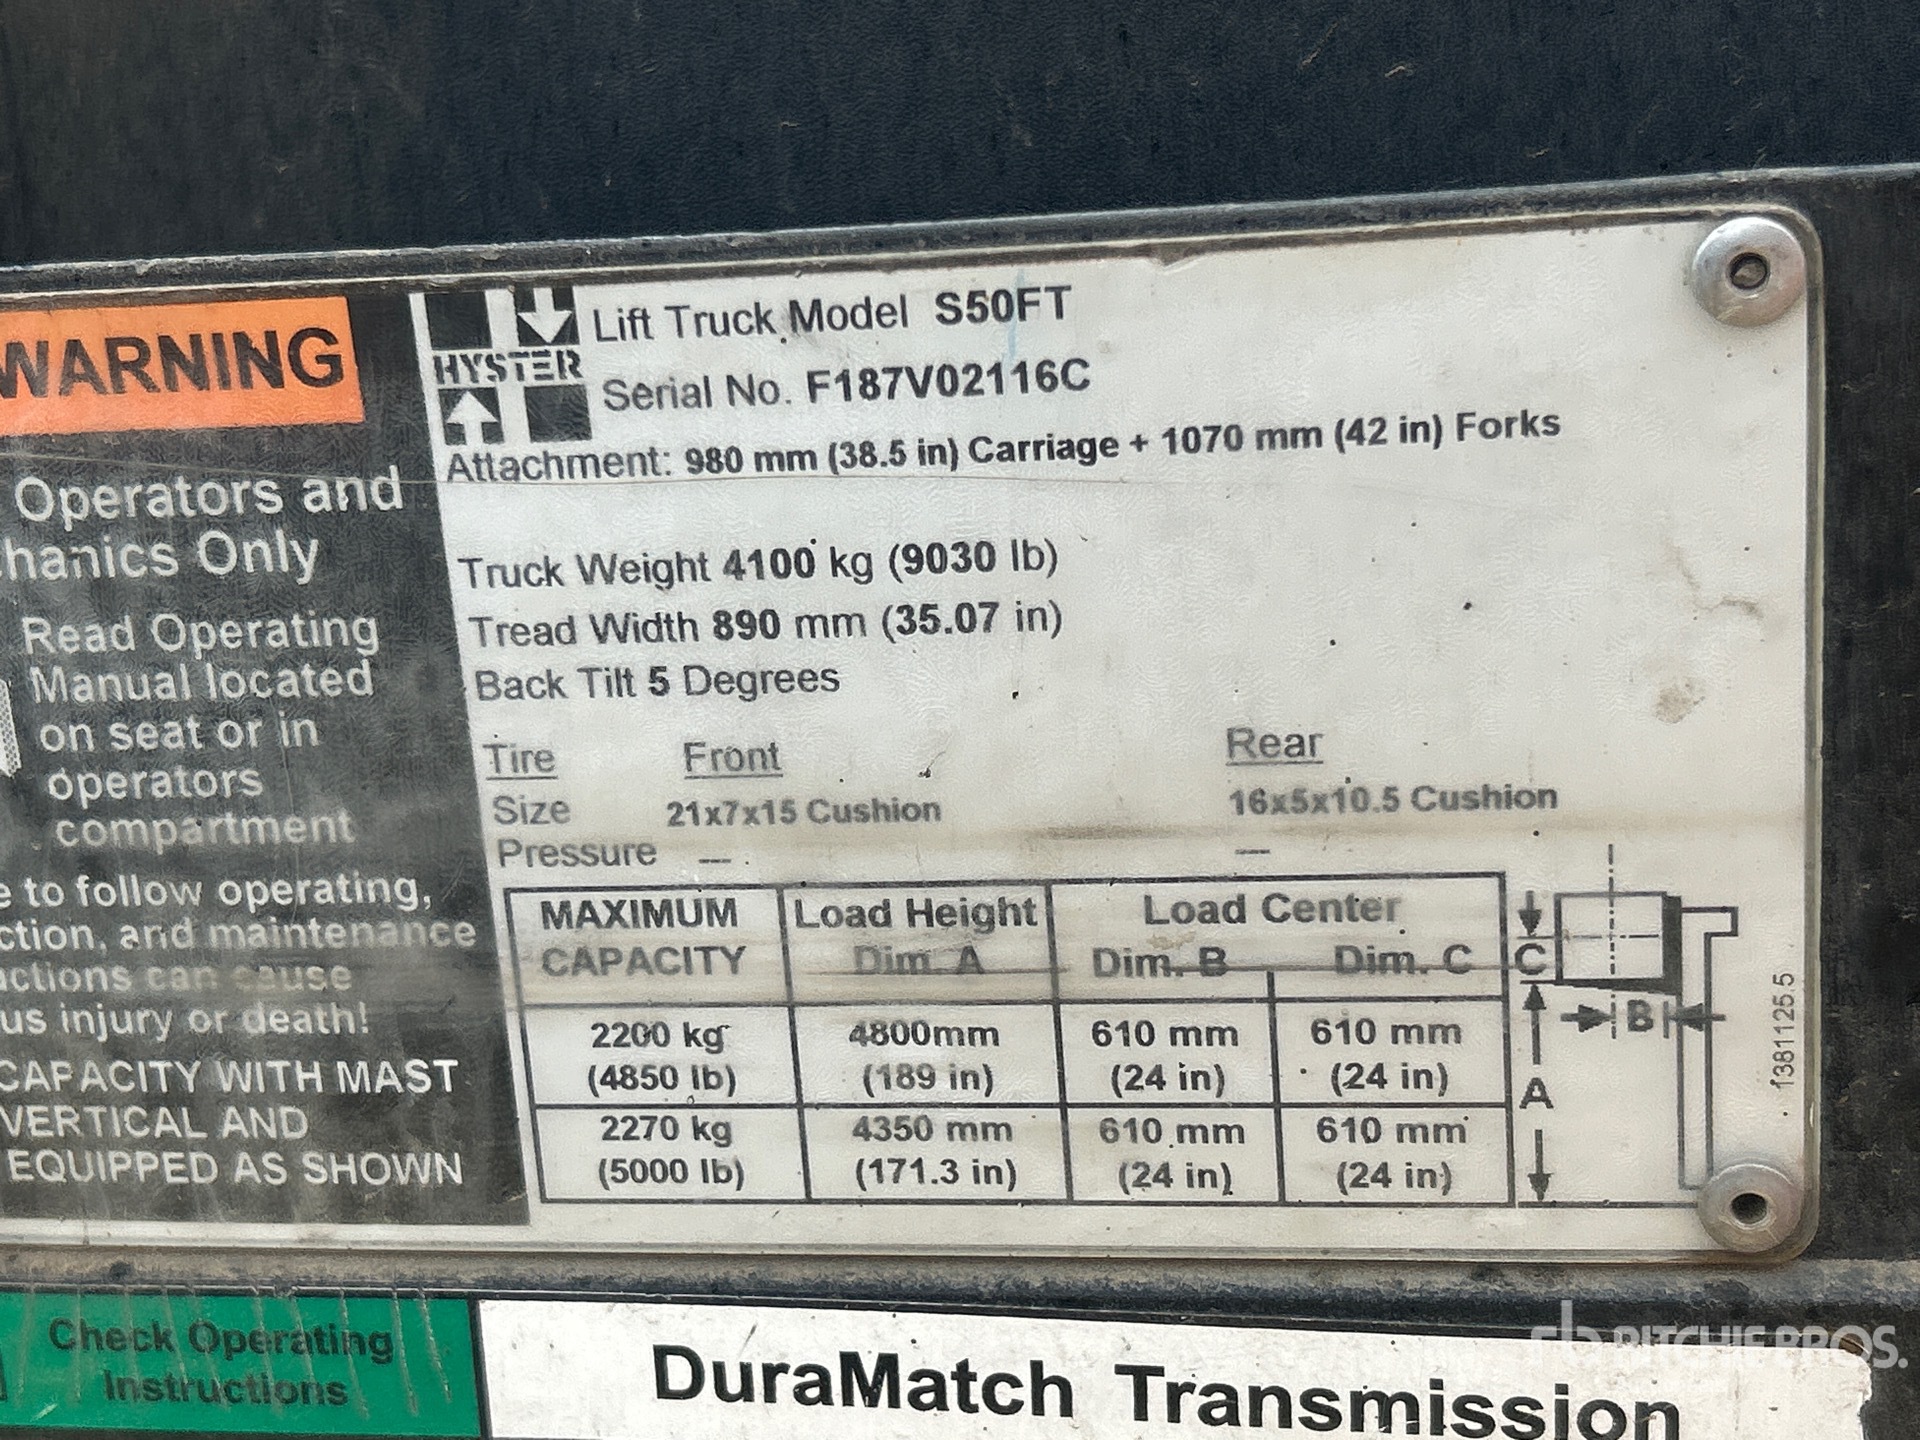 WARNING
Operators and
hanics Only
Read Operating
Manual located
on seat or in
operators
compartment
e to follow operating,
ction, and maintenance
uctions can cause
us injury or death!
CAPACITY WITH MAST
VERTICAL AND
EQUIPPED AS SHOWN
HYSTER
Lift Truck Model S50FT
Serial No. F187V02116C
Attachment: 980 mm (38.5 in) Carriage + 1070 mm (42 in) Forks
Truck Weight 4100 kg (9030 lb)
Tread Width 890 mm (35.07 in)
Back Tilt 5 Degrees
Tire Front Rear
Size 21x7x15 Cushion 16x5x10.5 Cushion
Pressure — —
MAXIMUM Load Height Load Center
CAPACITY Dim. A Dim. B Dim. C
2200 kg 4800mm 610 mm 610 mm
(4850 lb) (189 in) (24 in) (24 in)
2270 kg 4350 mm 610 mm 610 mm
(5000 lb) (171.3 in) (24 in) (24 in)
C
B
A
1381125.5
Check Operating
Instructions
DuraMatch Transmission
rb RITCHIE BROS.